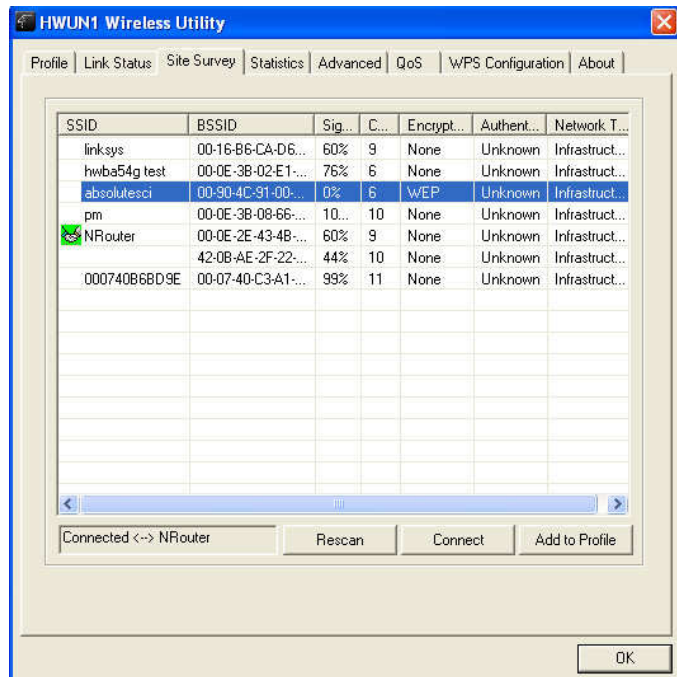 HWUN1 Wireless Utility
Profile Link Status Site Survey Statistics Advanced QoS WPS Configuration About
SSID BSSID Sig... C... Encrypt... Authent... Network T...
linksys 00-16-B6-CA-D6... 60% 9 None Unknown Infrastruct...
hwba54g test 00-0E-3B-02-E1-... 76% 6 None Unknown Infrastruct...
absolutesci 00-90-4C-91-00-... 0% 6 WEP Unknown Infrastruct...
pm 00-0E-3B-08-66-... 10... 10 None Unknown Infrastruct...
NRouter 00-0E-2E-43-4B-... 60% 9 None Unknown Infrastruct...
42-0B-AE-2F-22-... 44% 10 None Unknown Infrastruct...
000740B6BD9E 00-07-40-C3-A1-... 99% 11 None Unknown Infrastruct...
Connected <--> NRouter Rescan Connect Add to Profile
OK